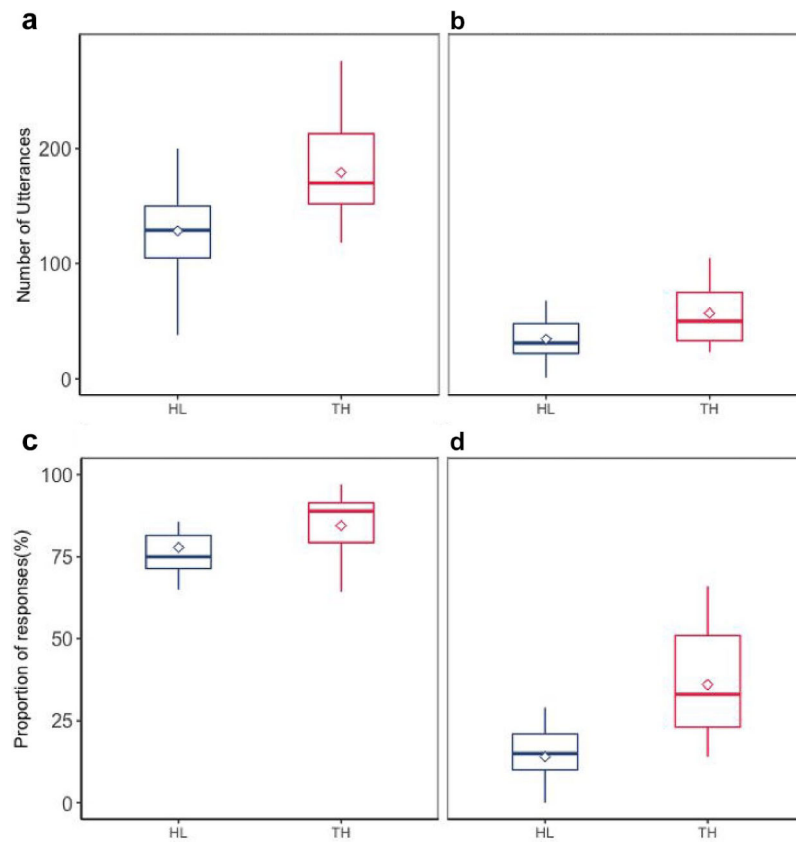 a
b
Number of Utterances
200
100
0
HL
TH
HL
TH
c
d
Proportion of responses(%)
100
75
50
25
0
HL
TH
HL
TH